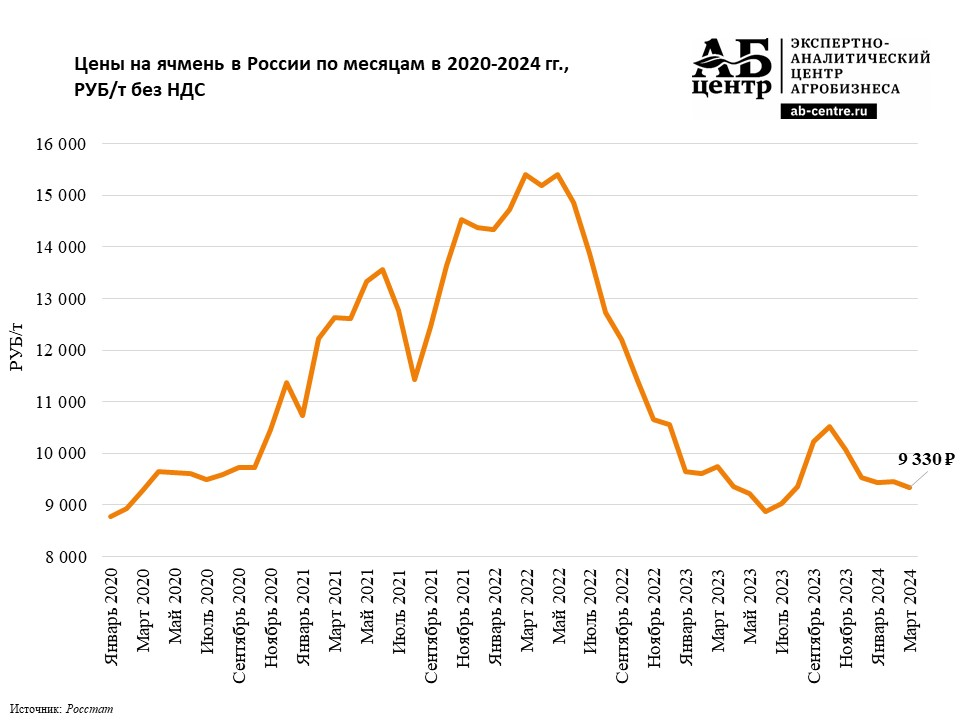 Цены на ячмень в России по месяцам в 2020-2024 гг.,
РУБ/т без НДС
АБ
центр
ЭКСПЕРТНО-
АНАЛИТИЧЕСКИЙ
ЦЕНТР
АГРОБИЗНЕСА
ab-centre.ru
16 000
15 000
14 000
13 000
12 000
11 000
10 000
9 000
8 000
РУБ/т
9 330 ₽
Январь 2020
Март 2020
Май 2020
Июль 2020
Сентябрь 2020
Ноябрь 2020
Январь 2021
Март 2021
Май 2021
Июль 2021
Сентябрь 2021
Ноябрь 2021
Январь 2022
Март 2022
Май 2022
Июль 2022
Сентябрь 2022
Ноябрь 2022
Январь 2023
Март 2023
Май 2023
Июль 2023
Сентябрь 2023
Ноябрь 2023
Январь 2024
Март 2024
Источник: Росстат